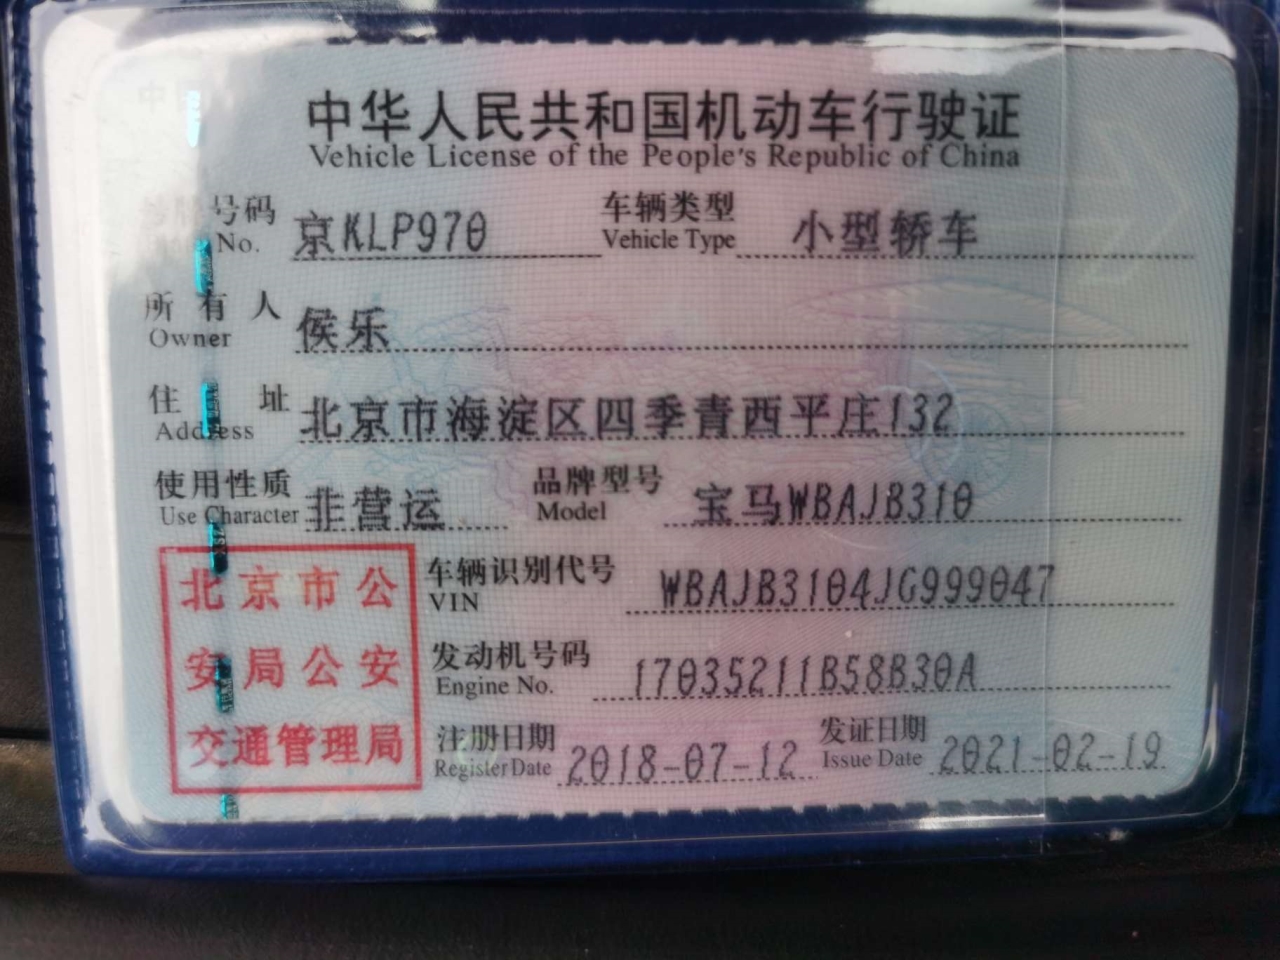 中华人民共和国机动车行驶证
Vehicle License of the People's Republic of China
号码 京KLP970 车辆类型 小型轿车
No. Vehicle Type
所有人 侯乐
Owner
住址 北京市海淀区四季青西平庄132
Address
使用性质 非营运 品牌型号 宝马WBAJB310
Use Character Model
北京市公
安局公安
交通管理局
车辆识别代号 WBAJB3104JG999047
VIN
发动机号码 17035211B58B30A
Engine No.
注册日期 2018-07-12 发证日期 2021-02-19
Register Date Issue Date